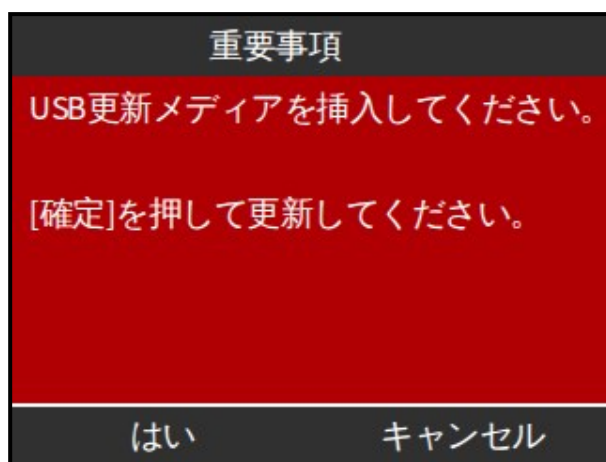 重要事項
USB更新メディアを挿入してください。
[確定]を押して更新してください。
はい キャンセル